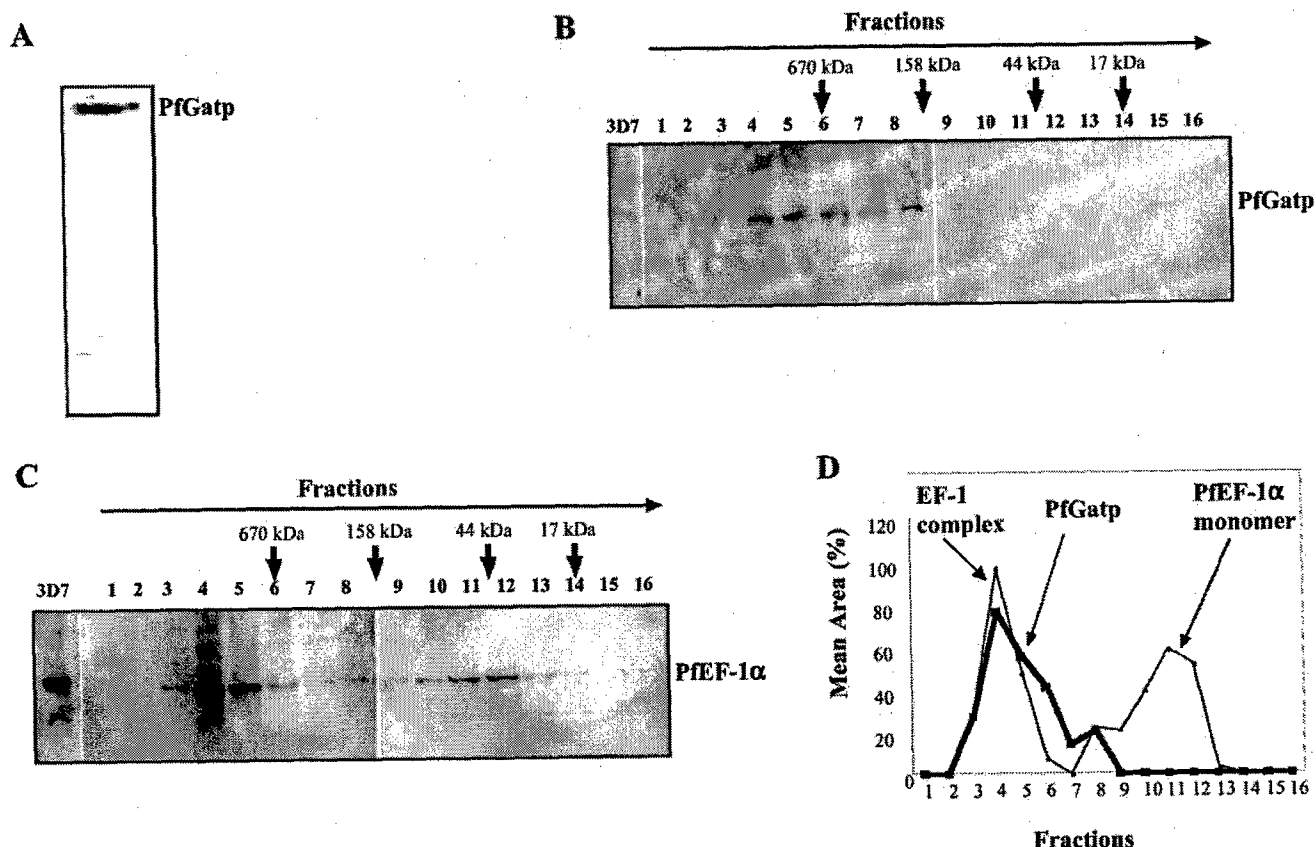 A
PfGatp
B
Fractions
670 kDa 158 kDa 44 kDa 17 kDa
3D7 1 2 3 4 5 6 7 8 9 10 11 12 13 14 15 16
PfGatp
C
Fractions
670 kDa 158 kDa 44 kDa 17 kDa
3D7 1 2 3 4 5 6 7 8 9 10 11 12 13 14 15 16
PfEF-1α
D
EF-1
complex
PfGatp
PfEF-1α
monomer
Mean Area (%)
120
100
80
60
40
20
0
1 2 3 4 5 6 7 8 9 10 11 12 13 14 15 16
Fractions